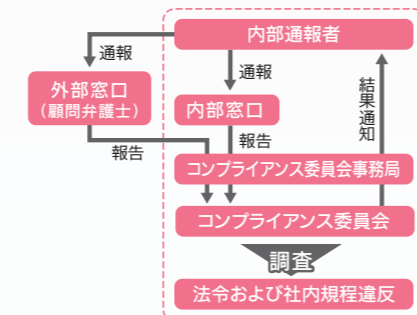 内部通報者
通報
通報
外部窓口
(顧問弁護士)
内部窓口
結果通知
報告
報告
コンプライアンス委員会事務局
コンプライアンス委員会
調査
法令および社内規程違反